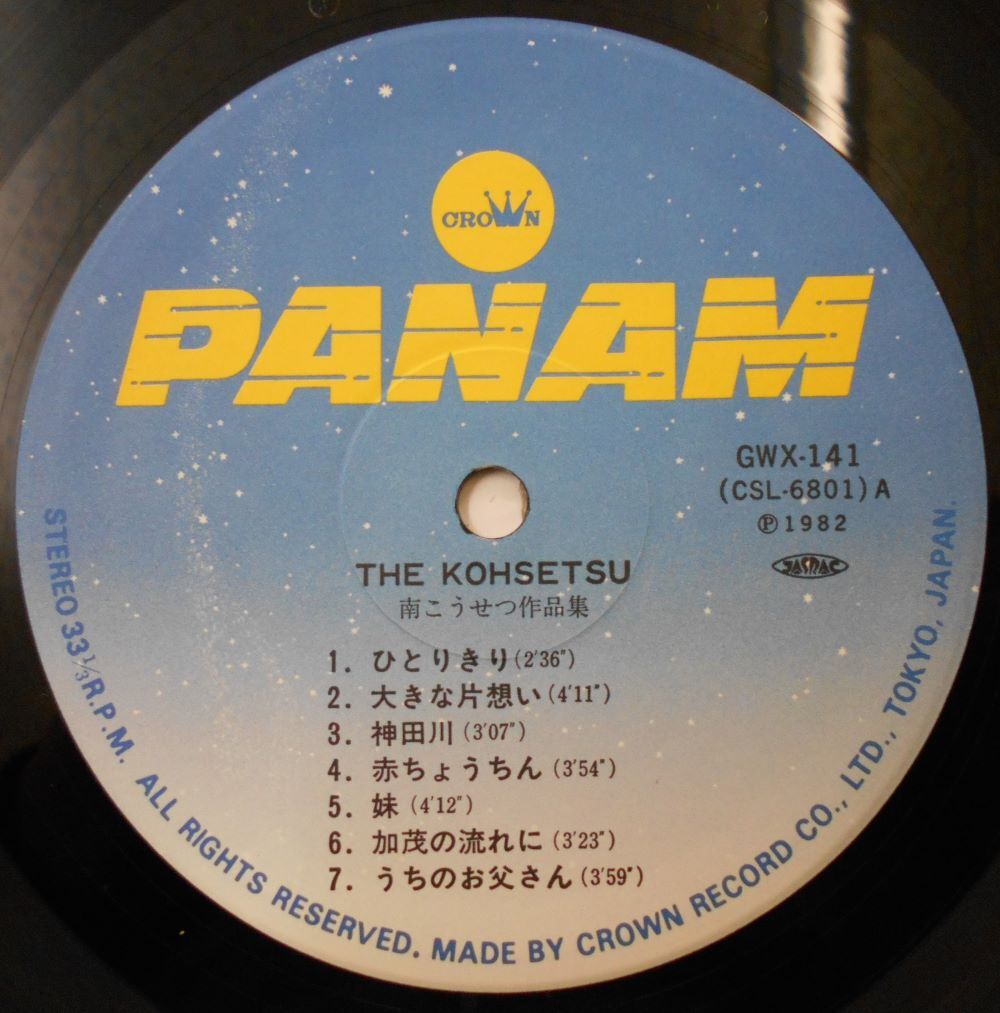 CROWN
PANAM
GWX-141
(CSL-6801) A
Ⓟ1982
JASRAC
THE KOHSETSU
南こうせつ作品集
1. ひとりきり(2'36")
2. 大きな片想い(4'11")
3. 神田川(3'07")
4. 赤ちょうちん(3'54")
5. 妹(4'12")
6. 加茂の流れに(3'23")
7. うちのお父さん(3'59")
STEREO 33⅓R.P.M. ALL RIGHTS RESERVED. MADE BY CROWN RECORD CO., LTD., TOKYO, JAPAN.